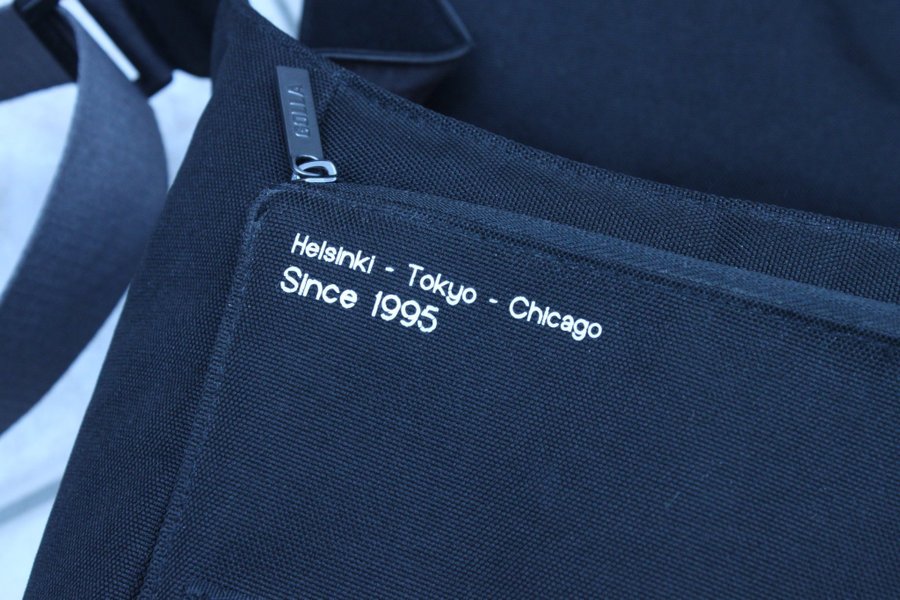 GOLLA
Helsinki - Tokyo - Chicago
Since 1995